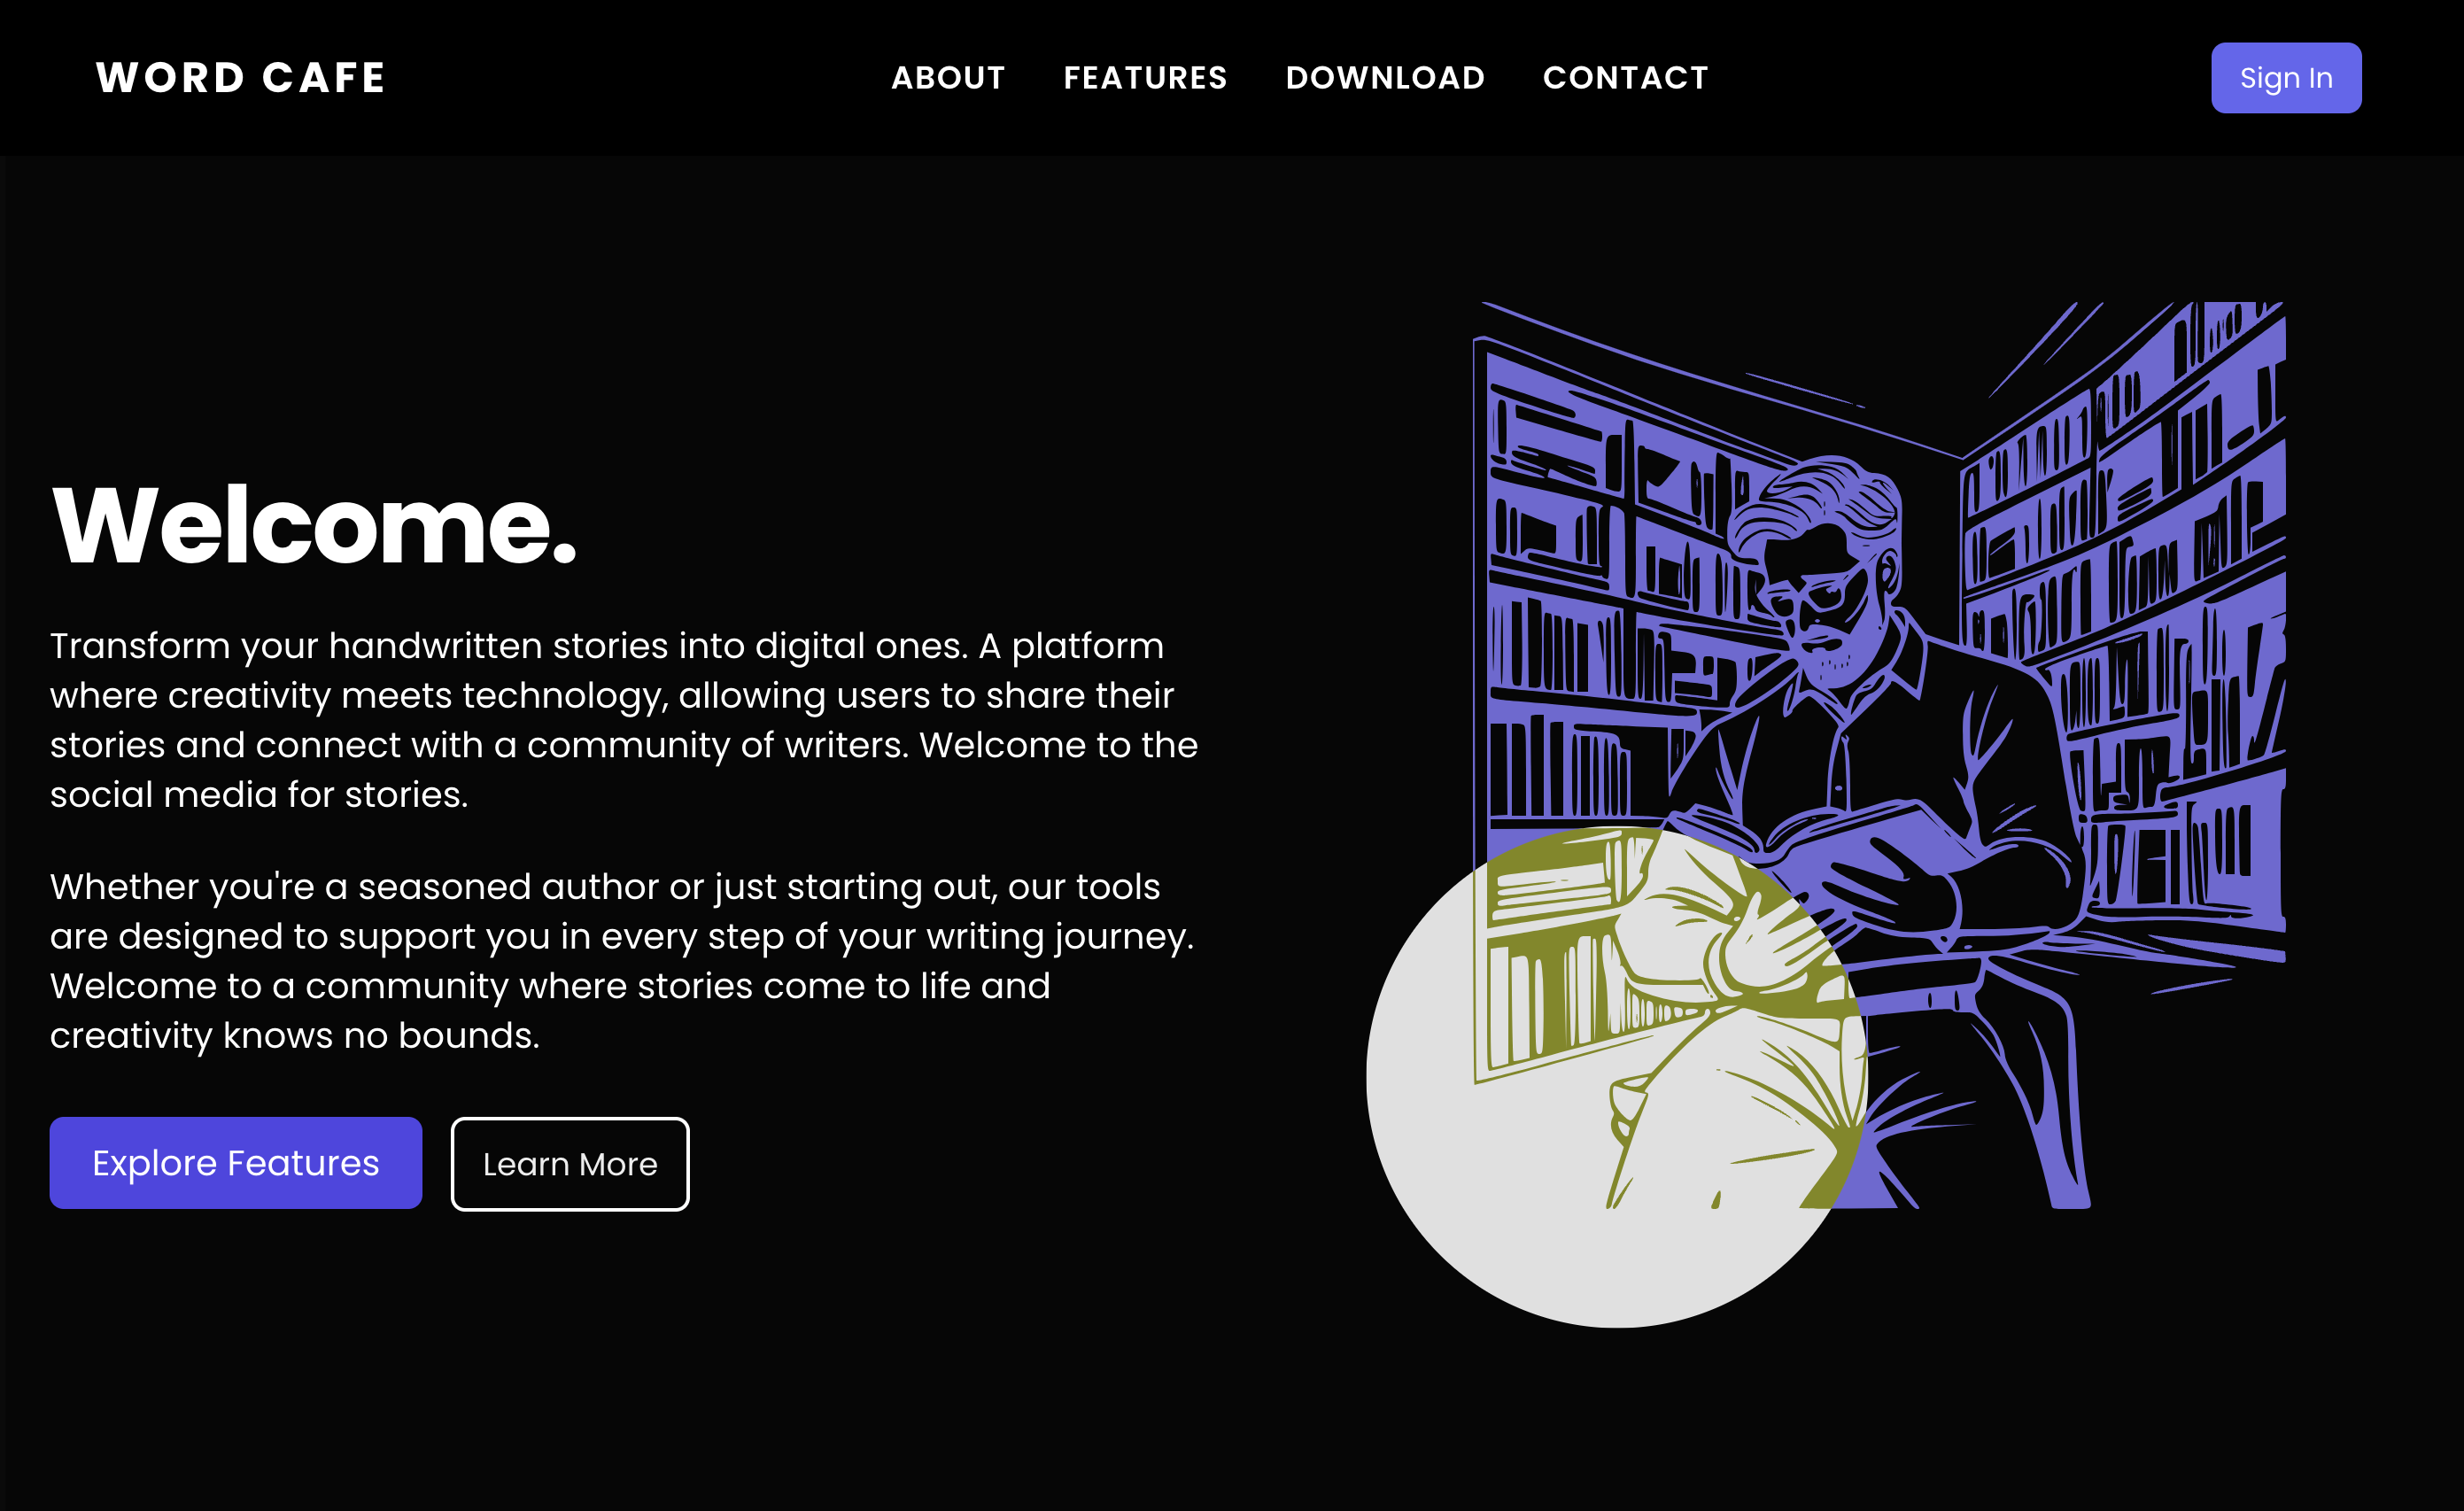 WORD CAFE
ABOUT FEATURES DOWNLOAD CONTACT
Sign In
Welcome.
Transform your handwritten stories into digital ones. A platform
where creativity meets technology, allowing users to share their
stories and connect with a community of writers. Welcome to the
social media for stories.
Whether you're a seasoned author or just starting out, our tools
are designed to support you in every step of your writing journey.
Welcome to a community where stories come to life and
creativity knows no bounds.
Explore Features
Learn More